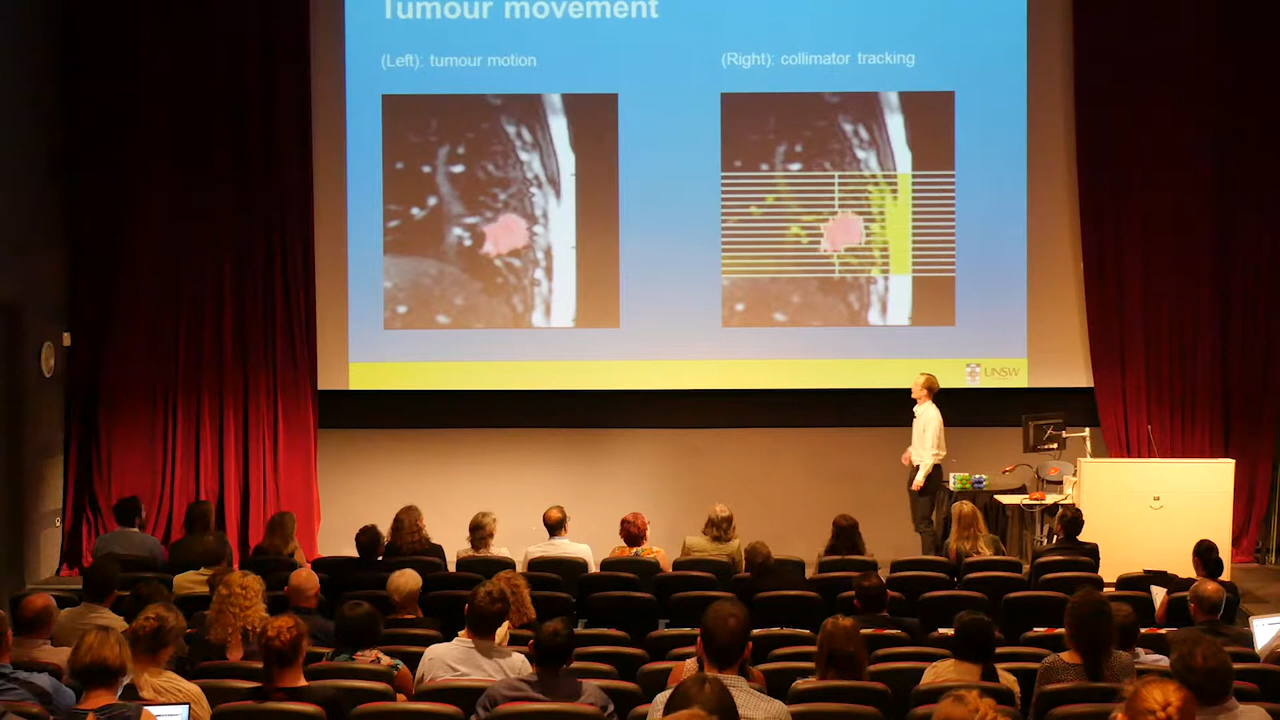 Tumour movement
(Left): tumour motion
(Right): collimator tracking
UNSW